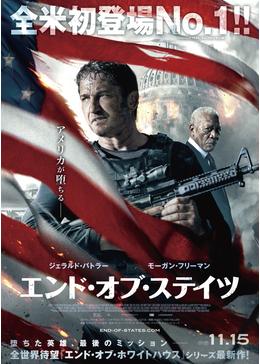 全米初登場No.1!!
アメリカが堕ちる――
ジェラルド・バトラー モーガン・フリーマン
エンド・オブ・ステイツ
END-OF-STATES.COM
堕ちた英雄、最後のミッション
11.15
全世界待望「エンド・オブ・ホワイトハウス」シリーズ最新作!